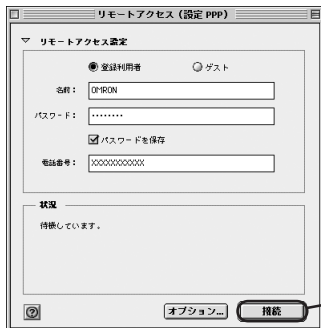 リモートアクセス（設定 PPP）
リモートアクセス設定
登録利用者 ゲスト
名前： OMRON
パスワード： ••••••••
パスワードを保存
電話番号： XXXXXXXXXXX
状況
待機しています。
? オプション... 接続